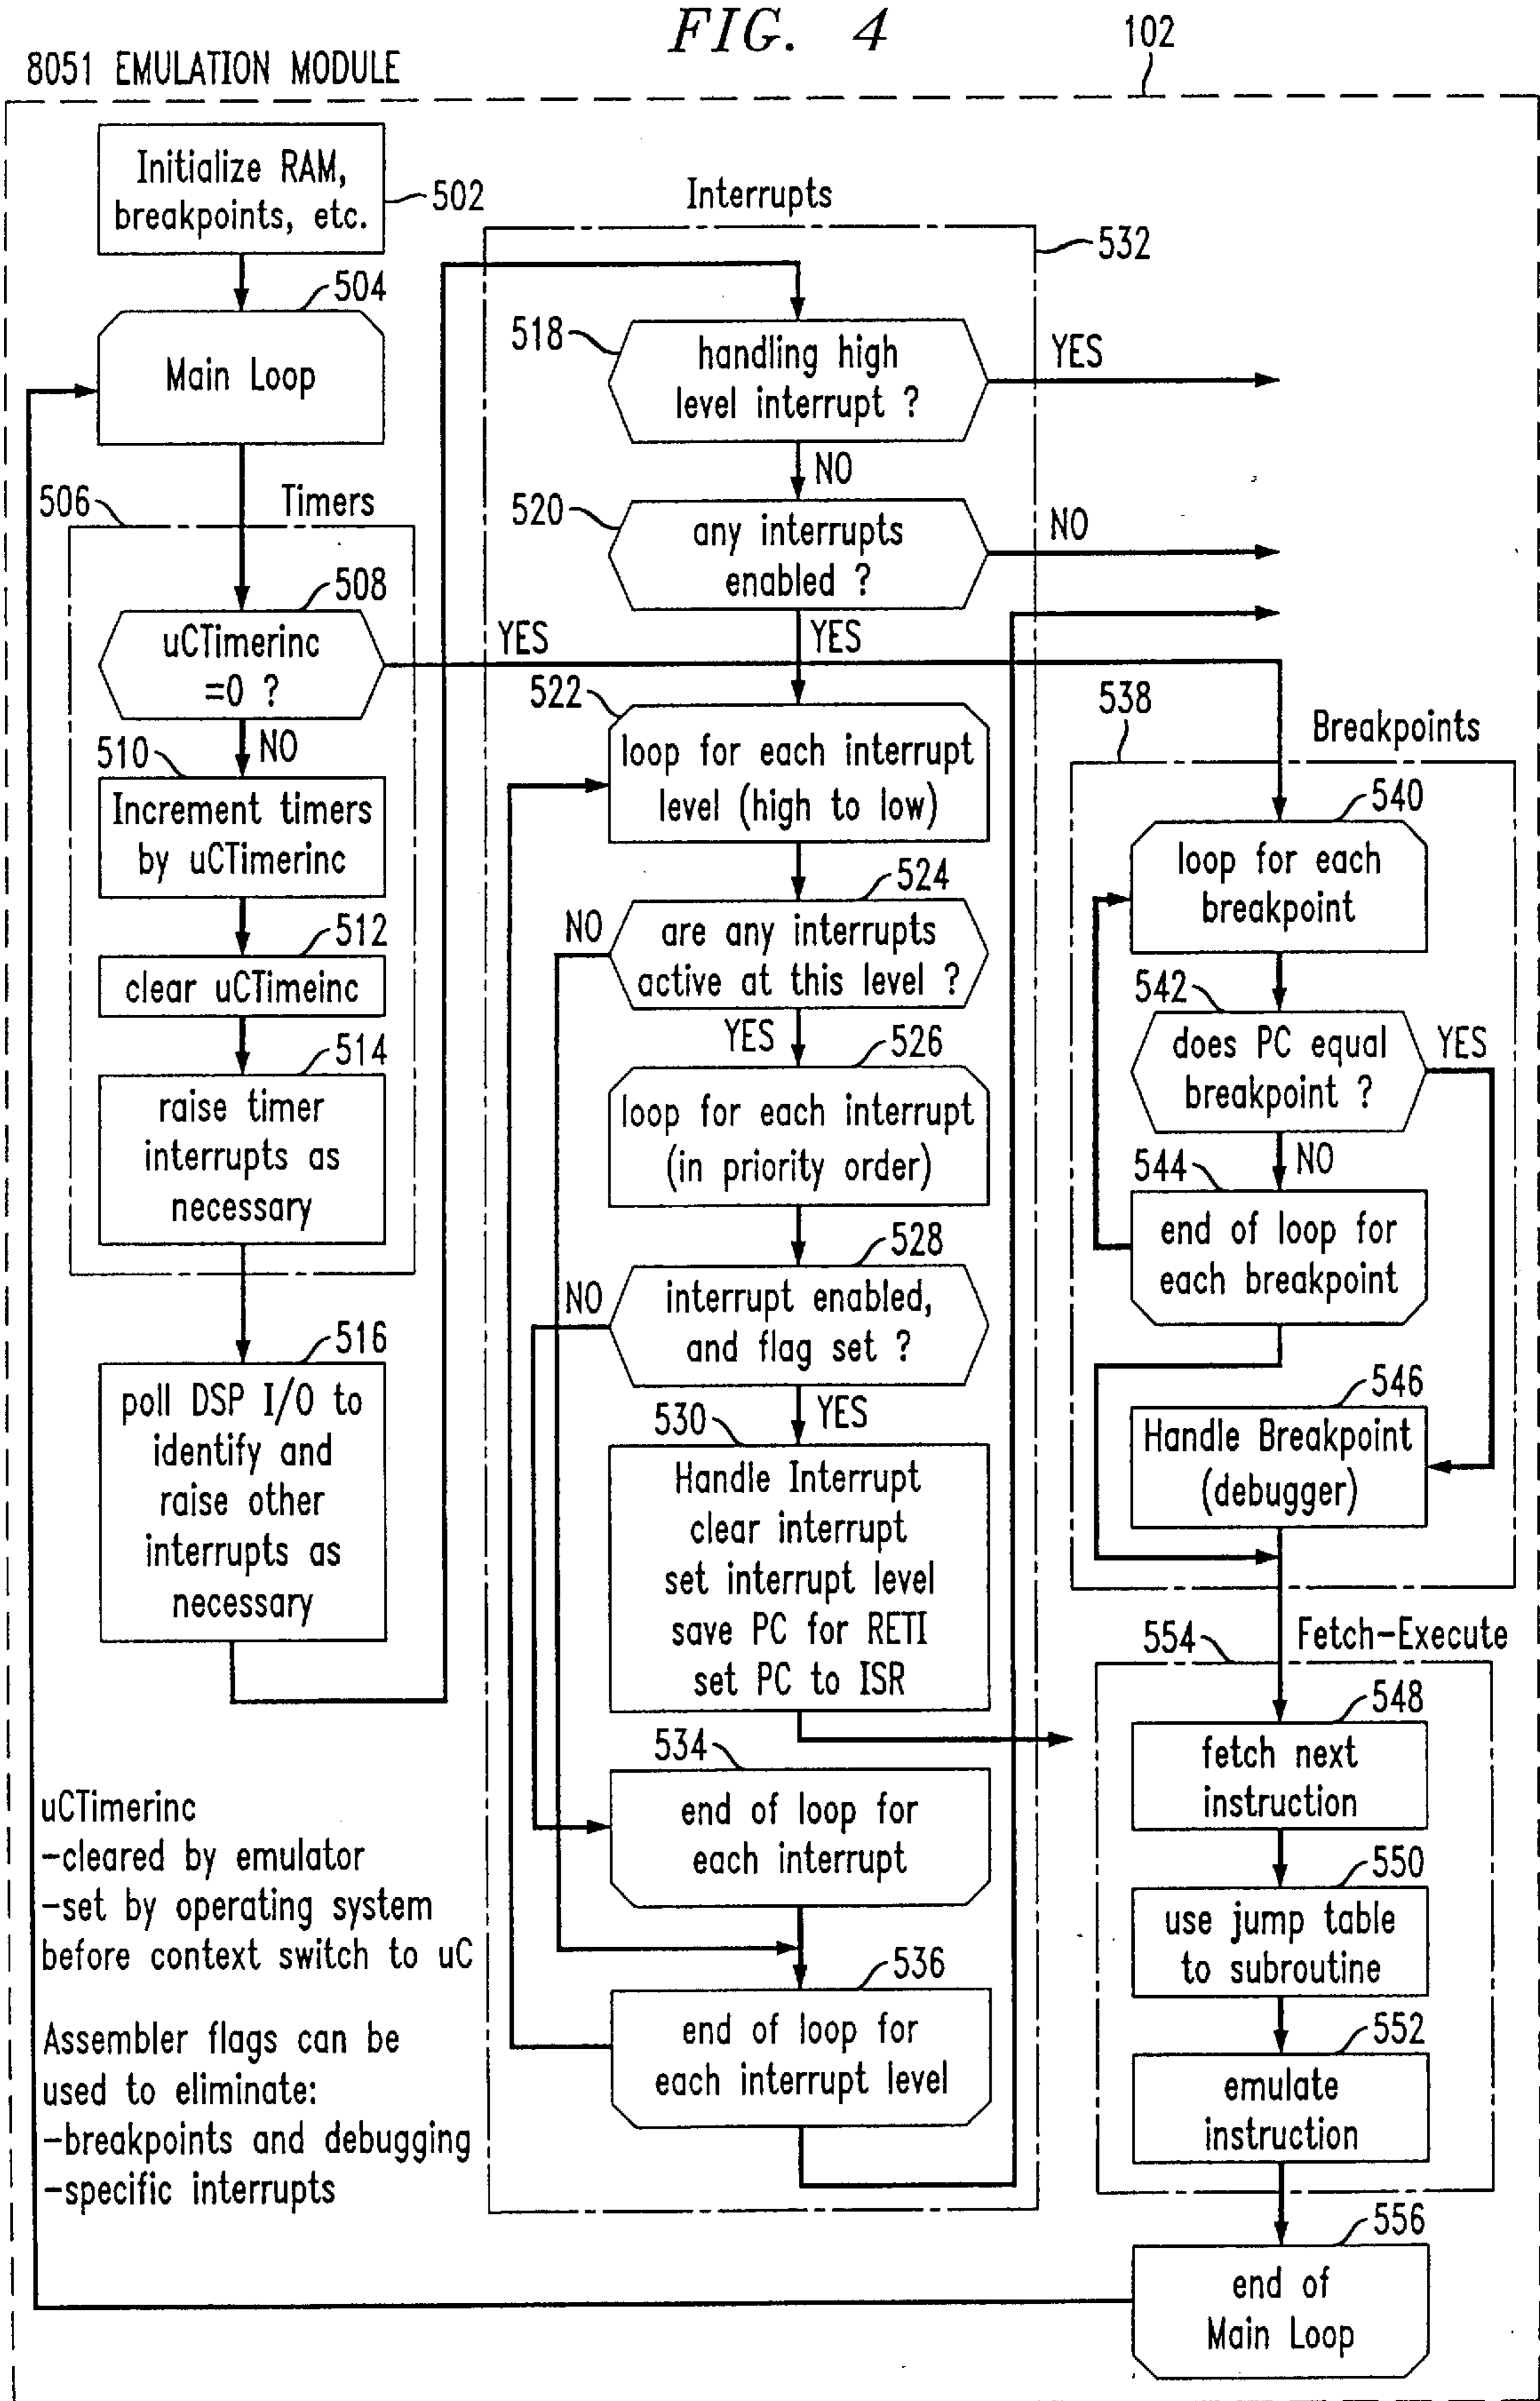 FIG. 4
102
8051 EMULATION MODULE
Initialize RAM,
breakpoints, etc.
502
504
Main Loop
506
Timers
508
uCTimerinc
=0 ?
YES
NO
510
Increment timers
by uCTimerinc
512
clear uCTimeinc
514
raise timer
interrupts as
necessary
516
poll DSP I/O to
identify and
raise other
interrupts as
necessary
uCTimerinc
-cleared by emulator
-set by operating system
before context switch to uC
Assembler flags can be
used to eliminate:
-breakpoints and debugging
-specific interrupts
Interrupts
532
518
handling high
level interrupt ?
YES
NO
520
any interrupts
enabled ?
NO
YES
522
loop for each interrupt
level (high to low)
524
NO
are any interrupts
active at this level ?
YES
526
loop for each interrupt
(in priority order)
528
NO
interrupt enabled,
and flag set ?
YES
530
Handle Interrupt
clear interrupt
set interrupt level
save PC for RETI
set PC to ISR
534
end of loop for
each interrupt
536
end of loop for
each interrupt level
538
Breakpoints
540
loop for each
breakpoint
542
does PC equal
breakpoint ?
YES
NO
544
end of loop for
each breakpoint
546
Handle Breakpoint
(debugger)
554
Fetch-Execute
548
fetch next
instruction
550
use jump table
to subroutine
552
emulate
instruction
556
end of
Main Loop